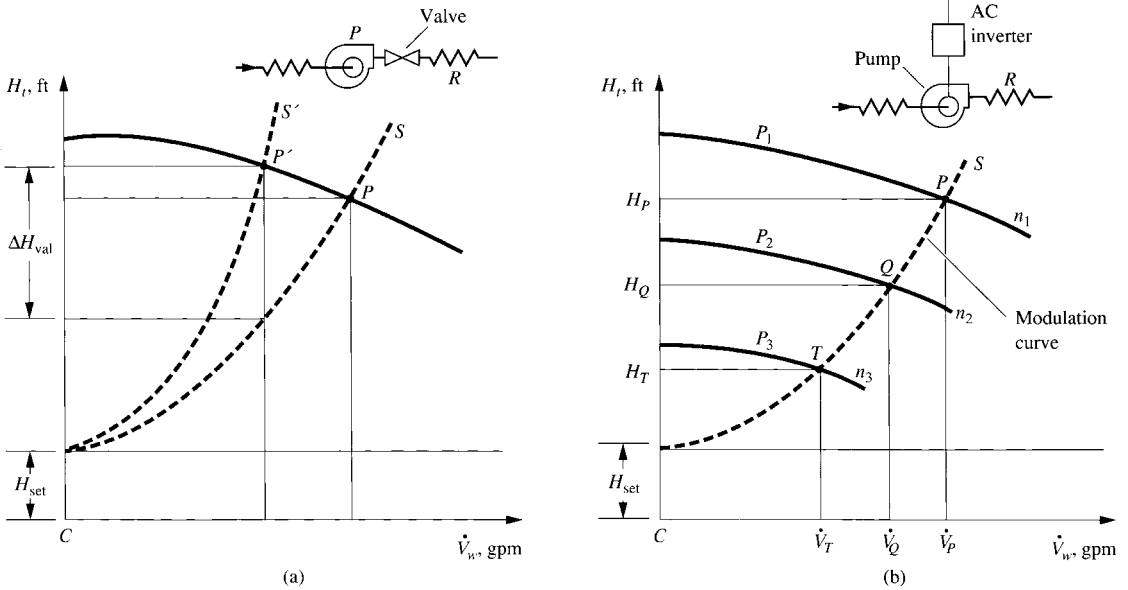 Valve
P
R
H_t, ft
S′
S
P′
P
ΔH_val
H_set
C
V̇_w, gpm
(a)
AC
inverter
Pump
R
H_t, ft
P_1
S
P
H_P
n_1
P_2
Q
H_Q
n_2
Modulation
curve
P_3
T
H_T
n_3
H_set
C
V̇_T
V̇_Q
V̇_P
V̇_w, gpm
(b)